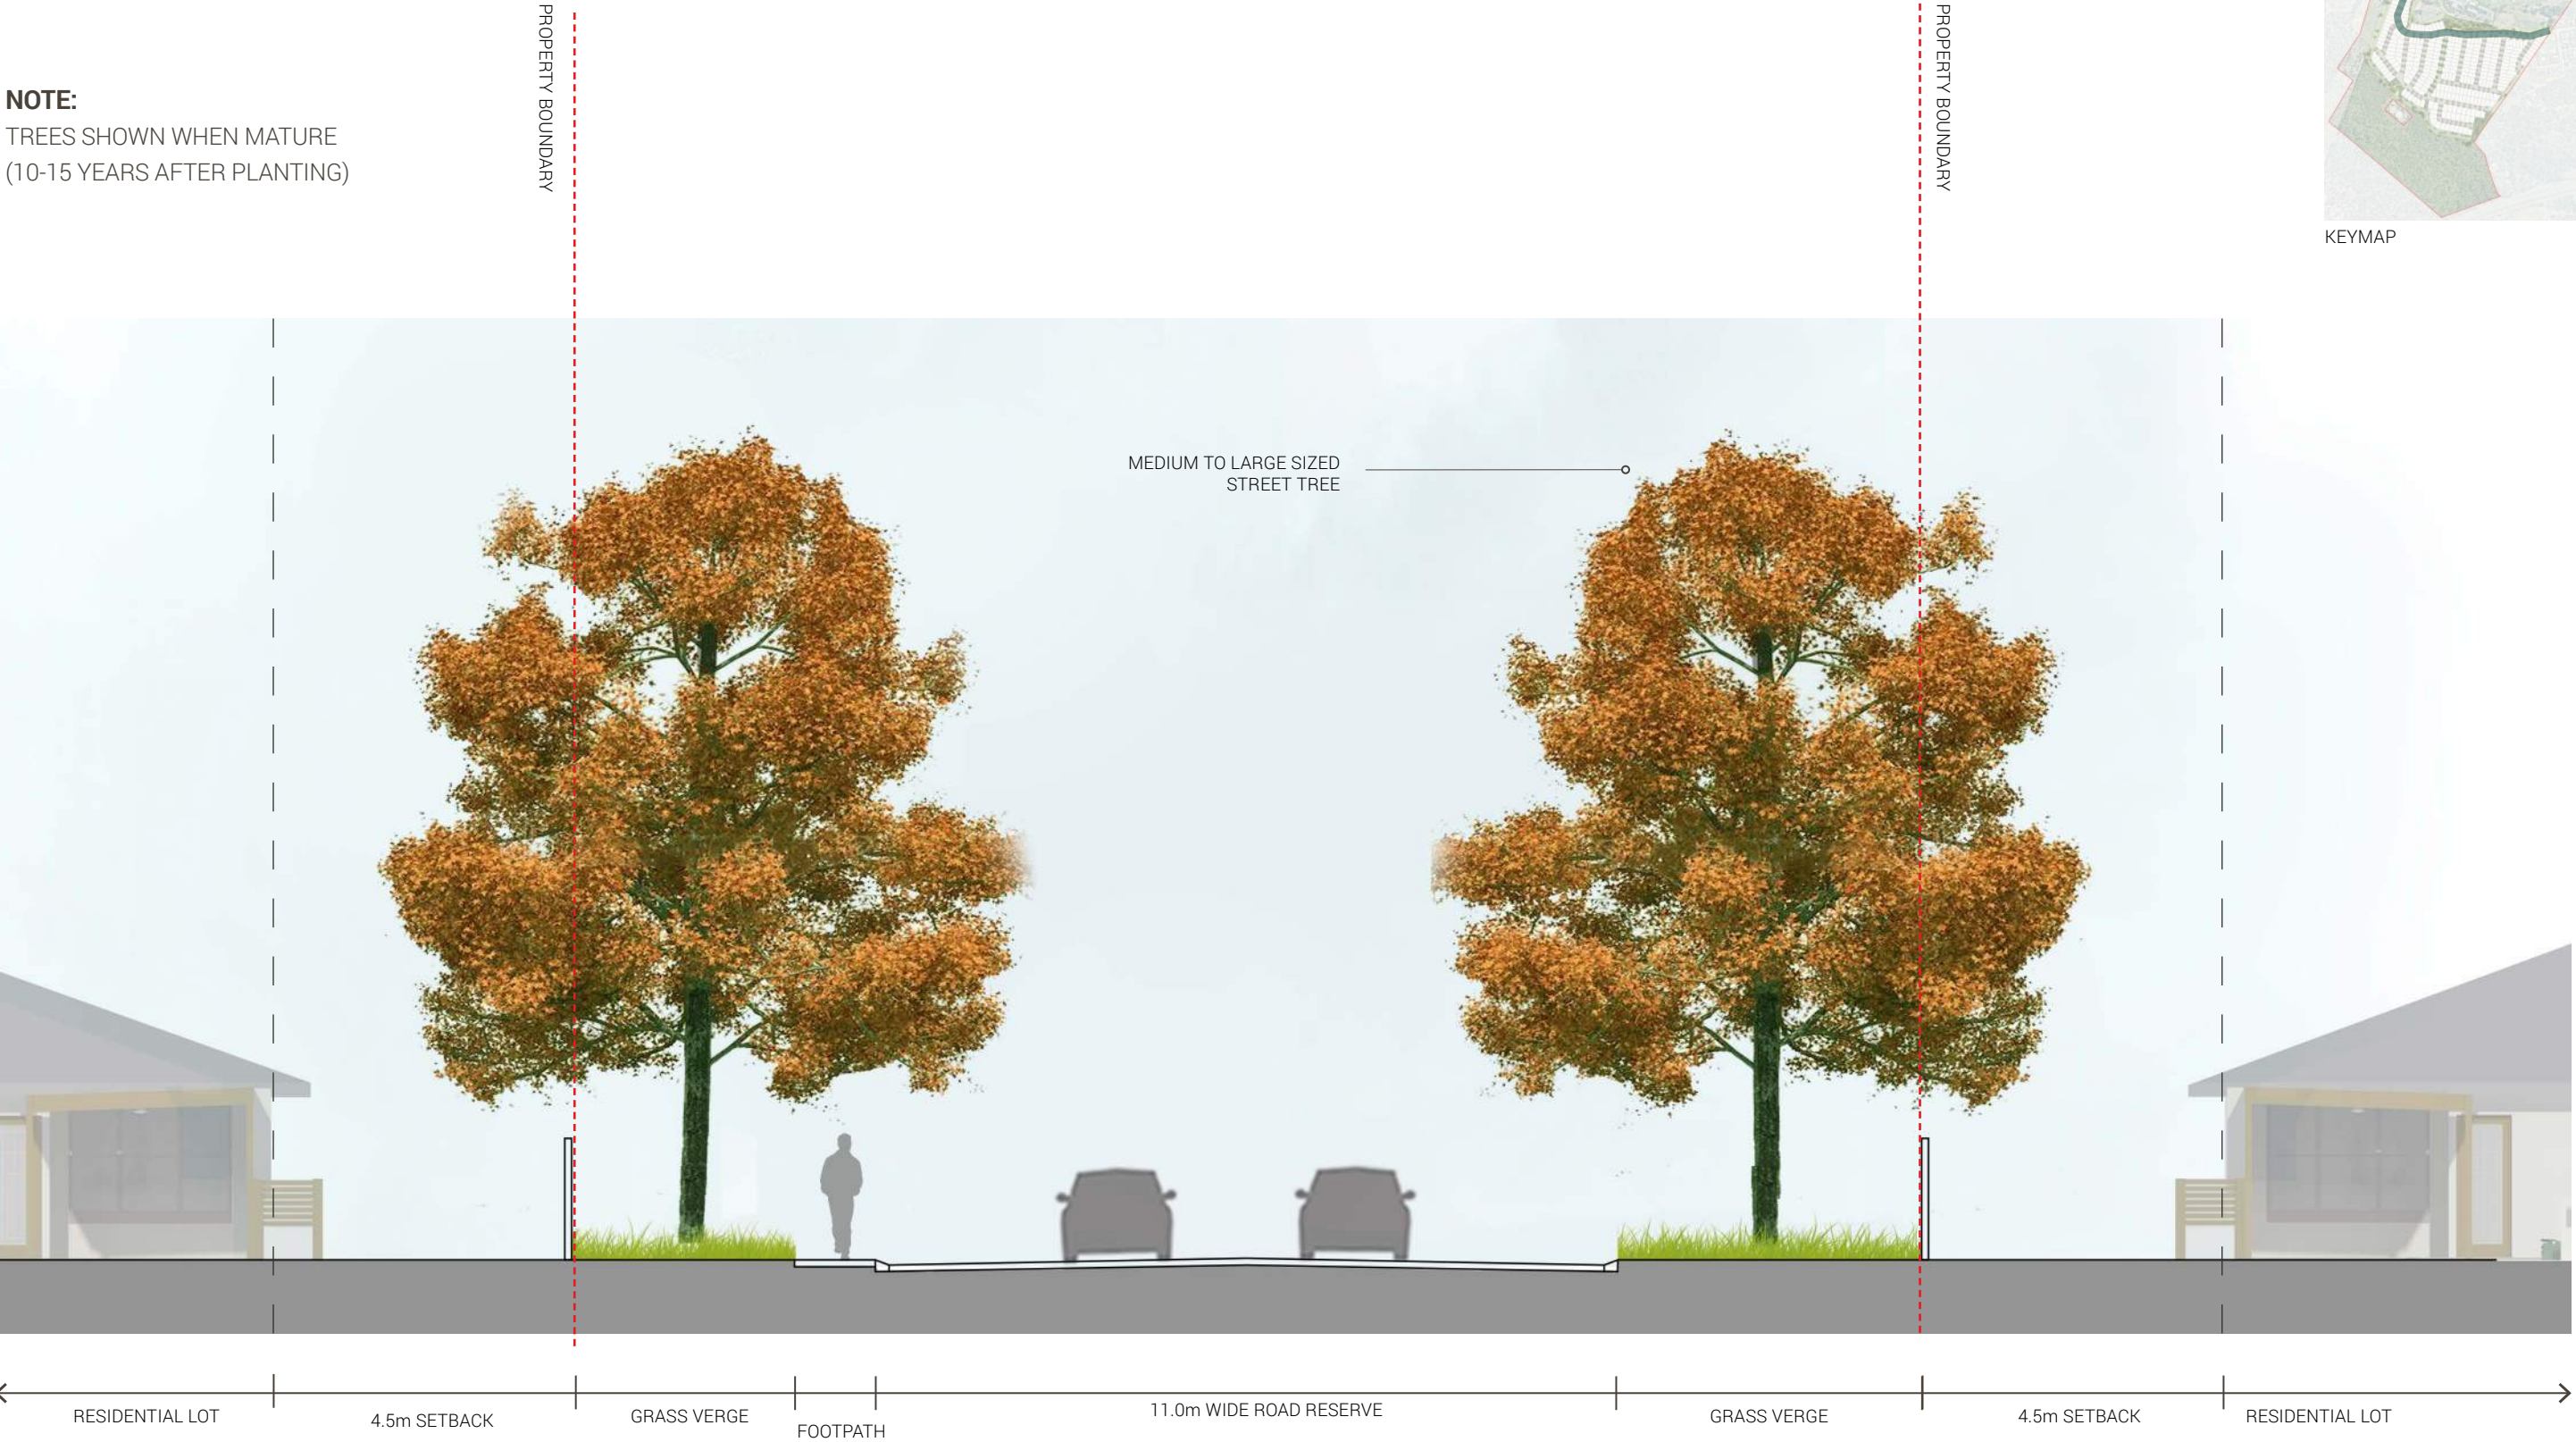 PROPERTY BOUNDARY
PROPERTY BOUNDARY
NOTE:
TREES SHOWN WHEN MATURE
(10-15 YEARS AFTER PLANTING)
KEYMAP
MEDIUM TO LARGE SIZED
STREET TREE
RESIDENTIAL LOT
4.5m SETBACK
GRASS VERGE
FOOTPATH
11.0m WIDE ROAD RESERVE
GRASS VERGE
4.5m SETBACK
RESIDENTIAL LOT